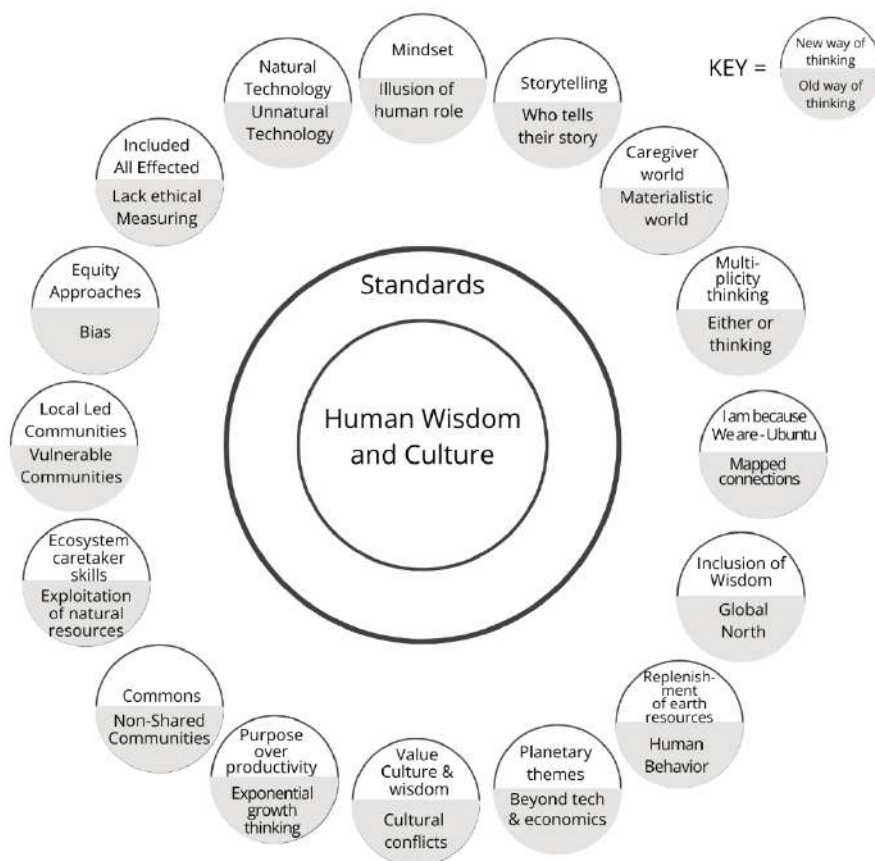 KEY =
New way of
thinking
Old way of
thinking
Mindset
Illusion of
human role
Storytelling
Who tells
their story
Caregiver
world
Materialistic
world
Multi-
plicity
thinking
Either or
thinking
I am because
We are - Ubuntu
Mapped
connections
Inclusion of
Wisdom
Global
North
Replenish-
ment
of earth
resources
Human
Behavior
Planetary
themes
Beyond tech
& economics
Value
Culture &
wisdom
Cultural
conflicts
Purpose
over
productivity
Exponential
growth
thinking
Commons
Non-Shared
Communities
Ecosystem
caretaker
skills
Exploitation
of natural
resources
Local Led
Communities
Vulnerable
Communities
Equity
Approaches
Bias
Included
All Effected
Lack ethical
Measuring
Natural
Technology
Unnatural
Technology
Standards
Human Wisdom
and Culture